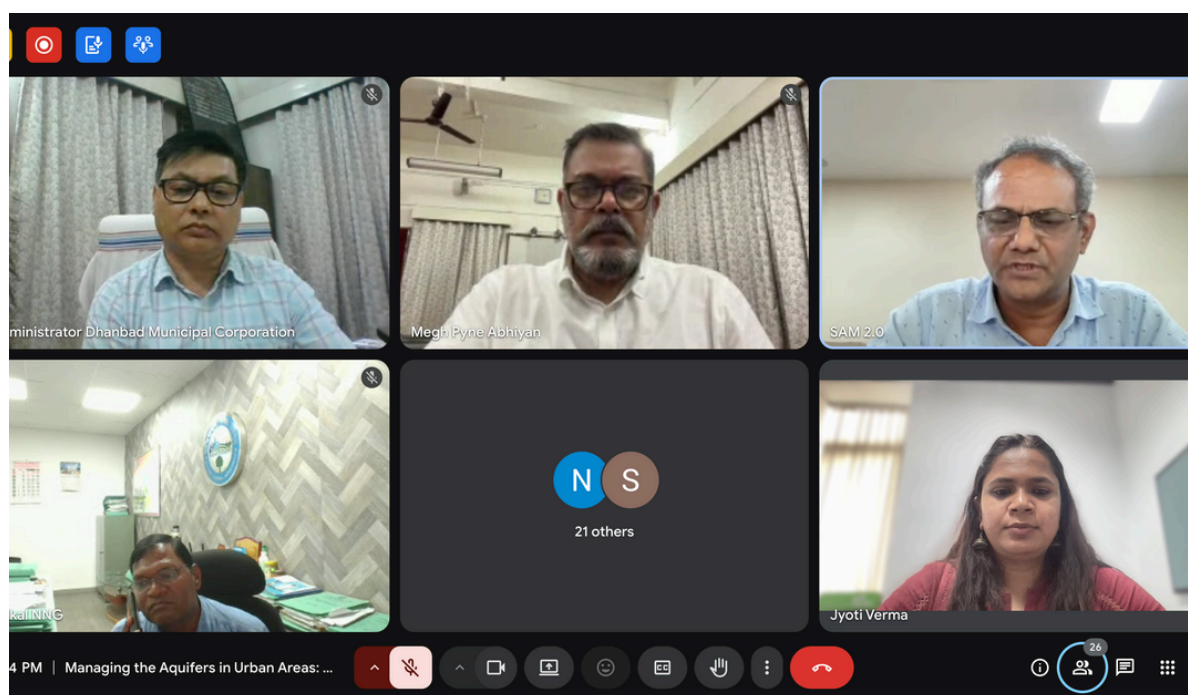 ministrator Dhanbad Municipal Corporation
Megh Pyne Abhiyan
SAM 2.0
N S
21 others
kalINNG
Jyoti Verma
4 PM | Managing the Aquifers in Urban Areas: ...
CC
26